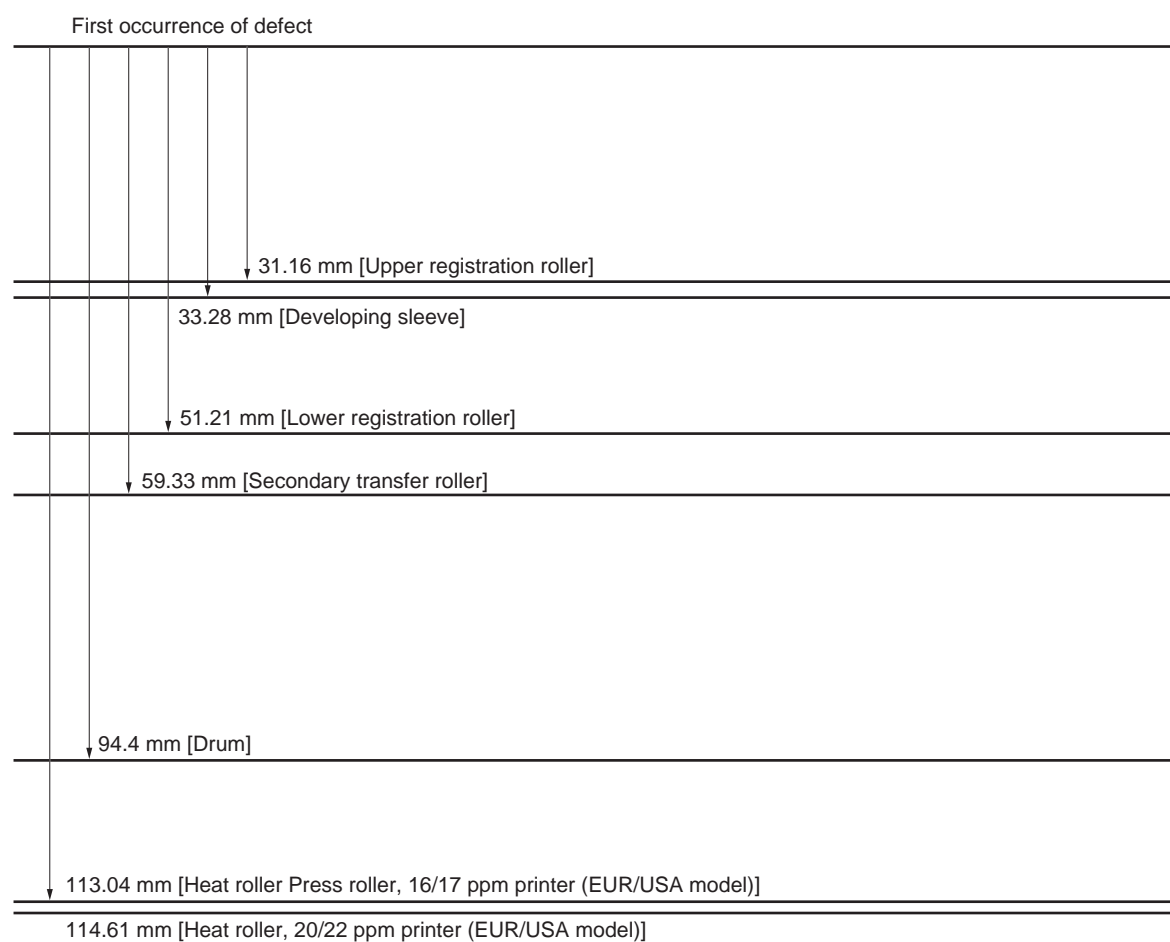 First occurrence of defect
31.16 mm [Upper registration roller]
33.28 mm [Developing sleeve]
51.21 mm [Lower registration roller]
59.33 mm [Secondary transfer roller]
94.4 mm [Drum]
113.04 mm [Heat roller Press roller, 16/17 ppm printer (EUR/USA model)]
114.61 mm [Heat roller, 20/22 ppm printer (EUR/USA model)]